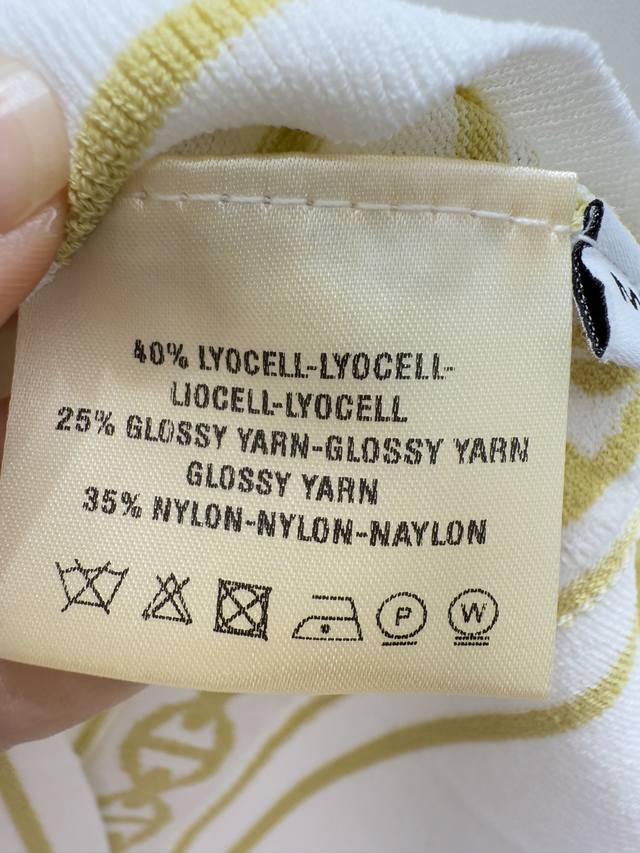 40% LYOCELL-LYOCELL-
LIOCELL-LYOCELL
25% GLOSSY YARN-GLOSSY YARN
GLOSSY YARN
35% NYLON-NYLON-NAYLON
P
W